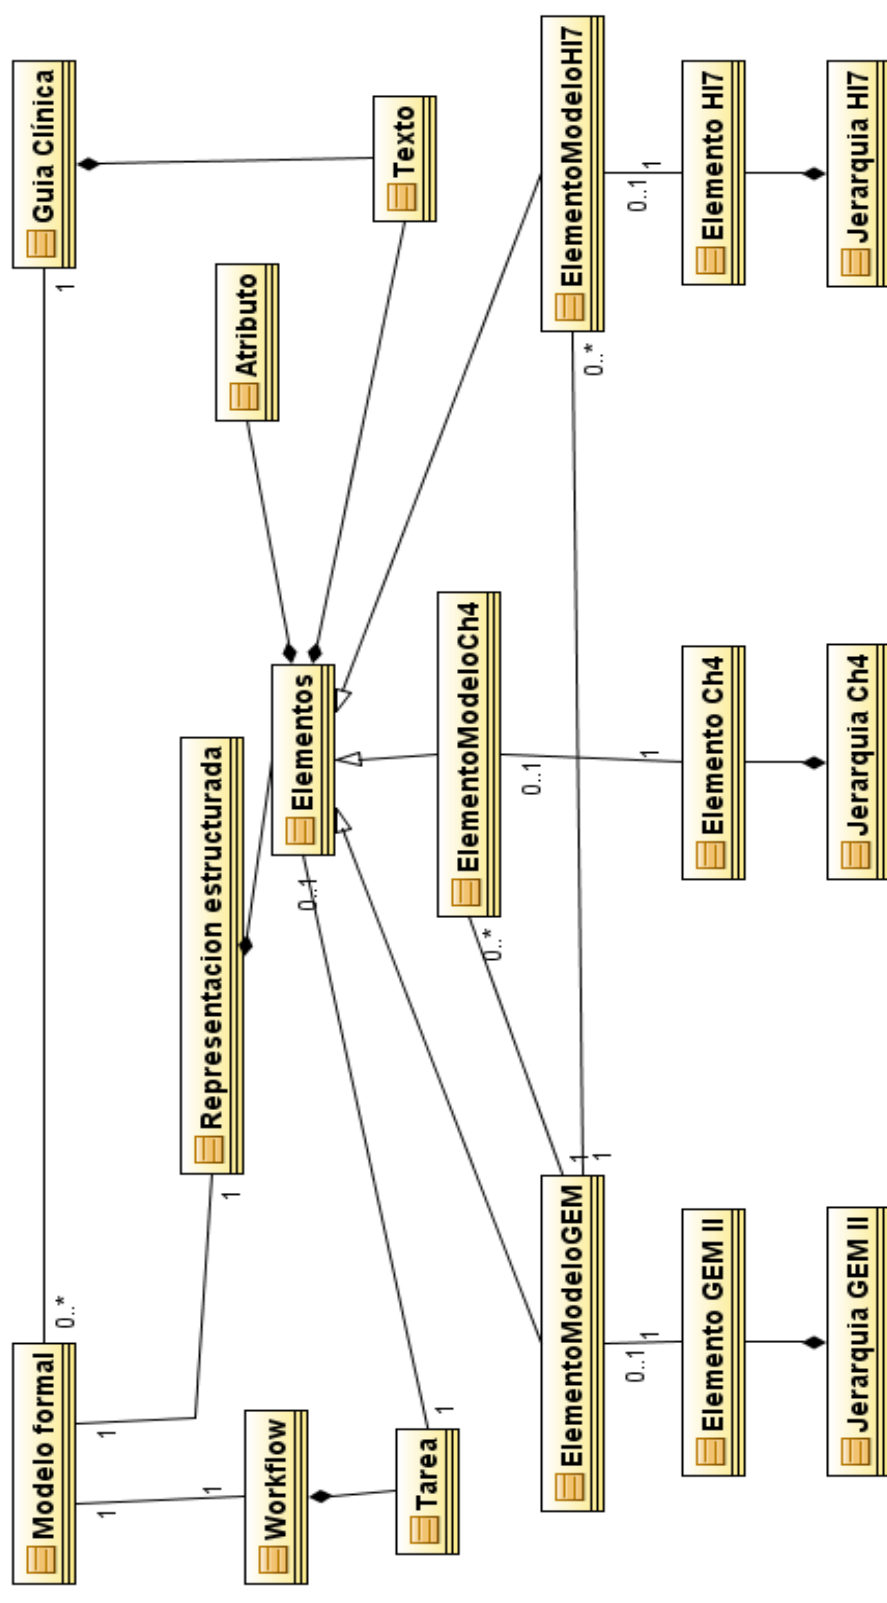 Modelo formal
0..*
1
Guia Clínica
1
1
1
Representacion estructurada
1
Atributo
1
Workflow
Elementos
0..1
Texto
Tarea
1
ElementoModeloCh4
0..*
0..1
1
ElementoModeloGEM
1
1
ElementoModeloHl7
0..*
0..1
1
0..1
1
Elemento GEM II
Elemento Ch4
Elemento Hl7
Jerarquia GEM II
Jerarquia Ch4
Jerarquia Hl7